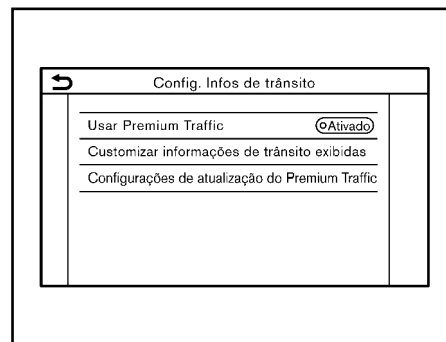 Config. Infos de trânsito
Usar Premium Traffic Ativado
Customizar informações de trânsito exibidas
Configurações de atualização do Premium Traffic